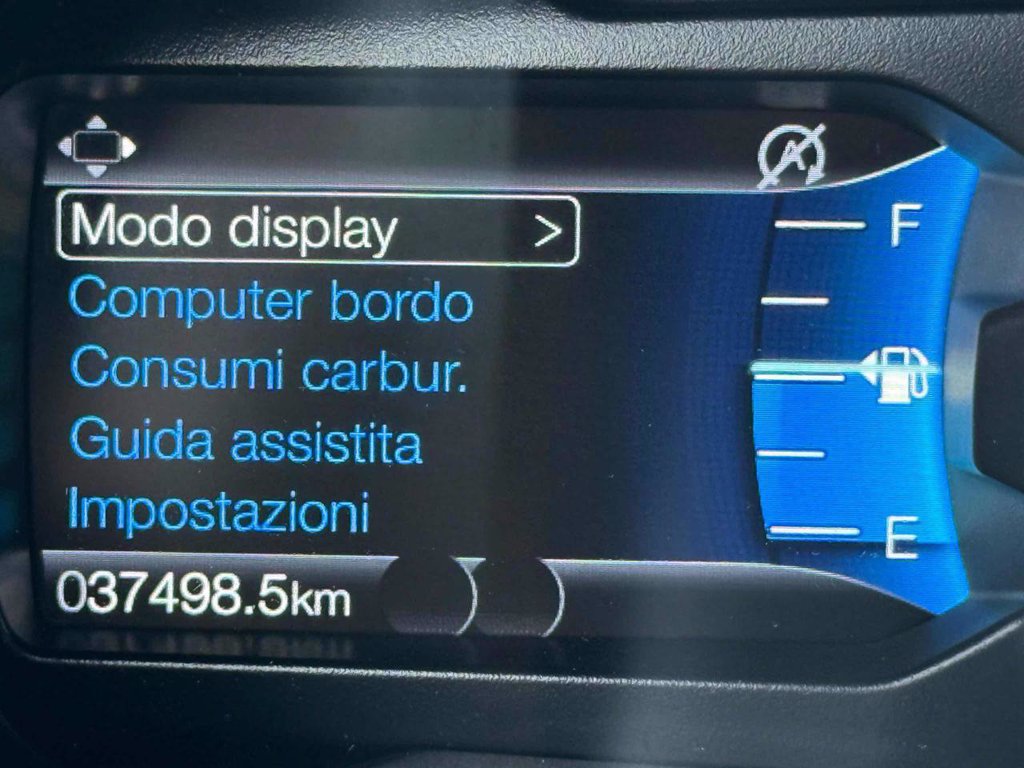 Modo display >
Computer bordo
Consumi carbur.
Guida assistita
Impostazioni
037498.5km
A
F
E